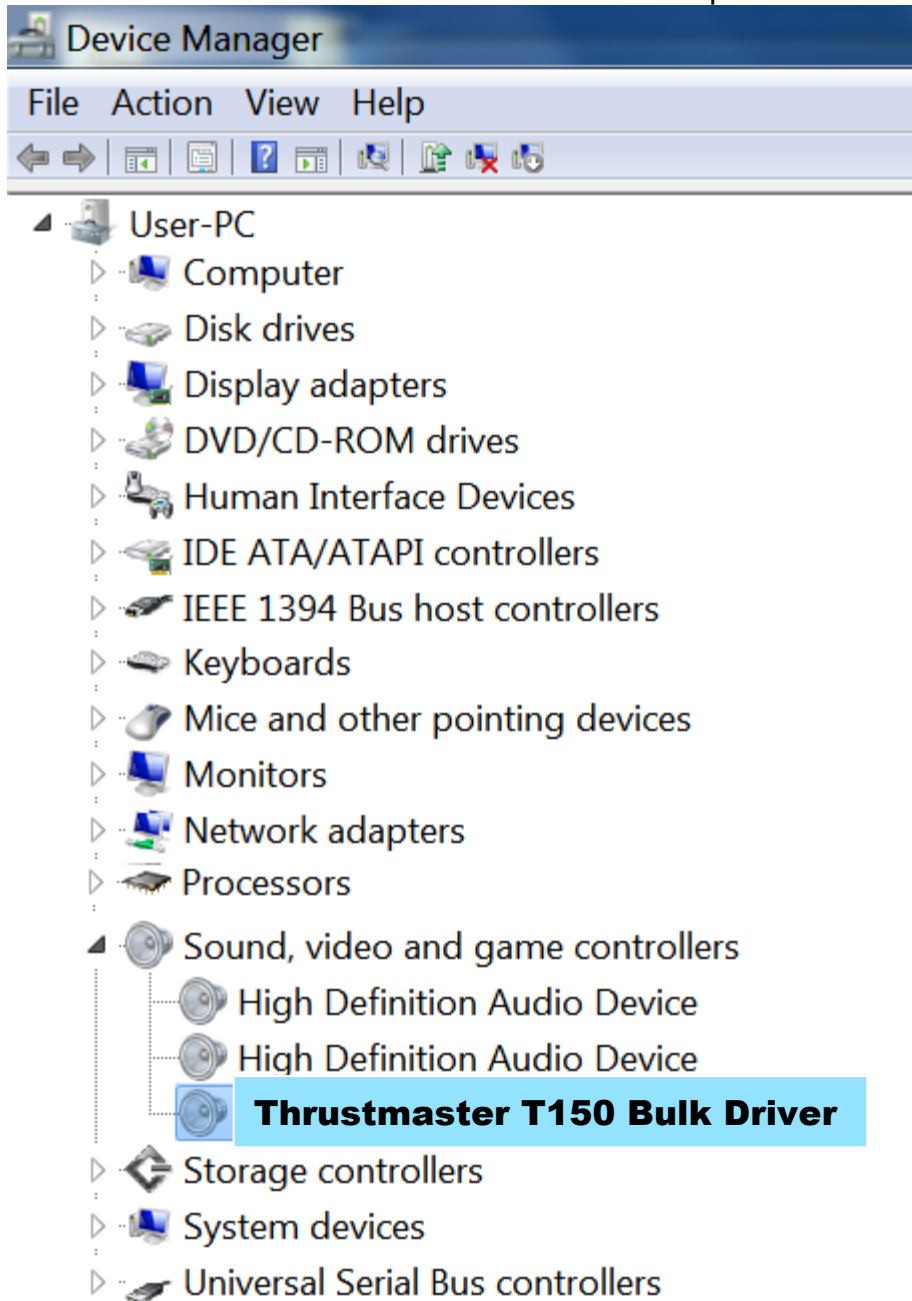 Device Manager
File Action View Help
User-PC
Computer
Disk drives
Display adapters
DVD/CD-ROM drives
Human Interface Devices
IDE ATA/ATAPI controllers
IEEE 1394 Bus host controllers
Keyboards
Mice and other pointing devices
Monitors
Network adapters
Processors
Sound, video and game controllers
High Definition Audio Device
High Definition Audio Device
Thrustmaster T150 Bulk Driver
Storage controllers
System devices
Universal Serial Bus controllers